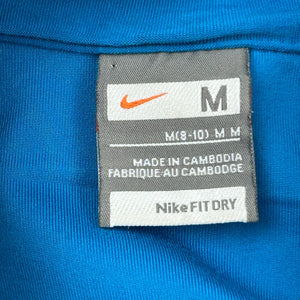 M
M(8-10) M M
MADE IN CAMBODIA
FABRIQUE AU CAMBODGE
Nike FIT DRY